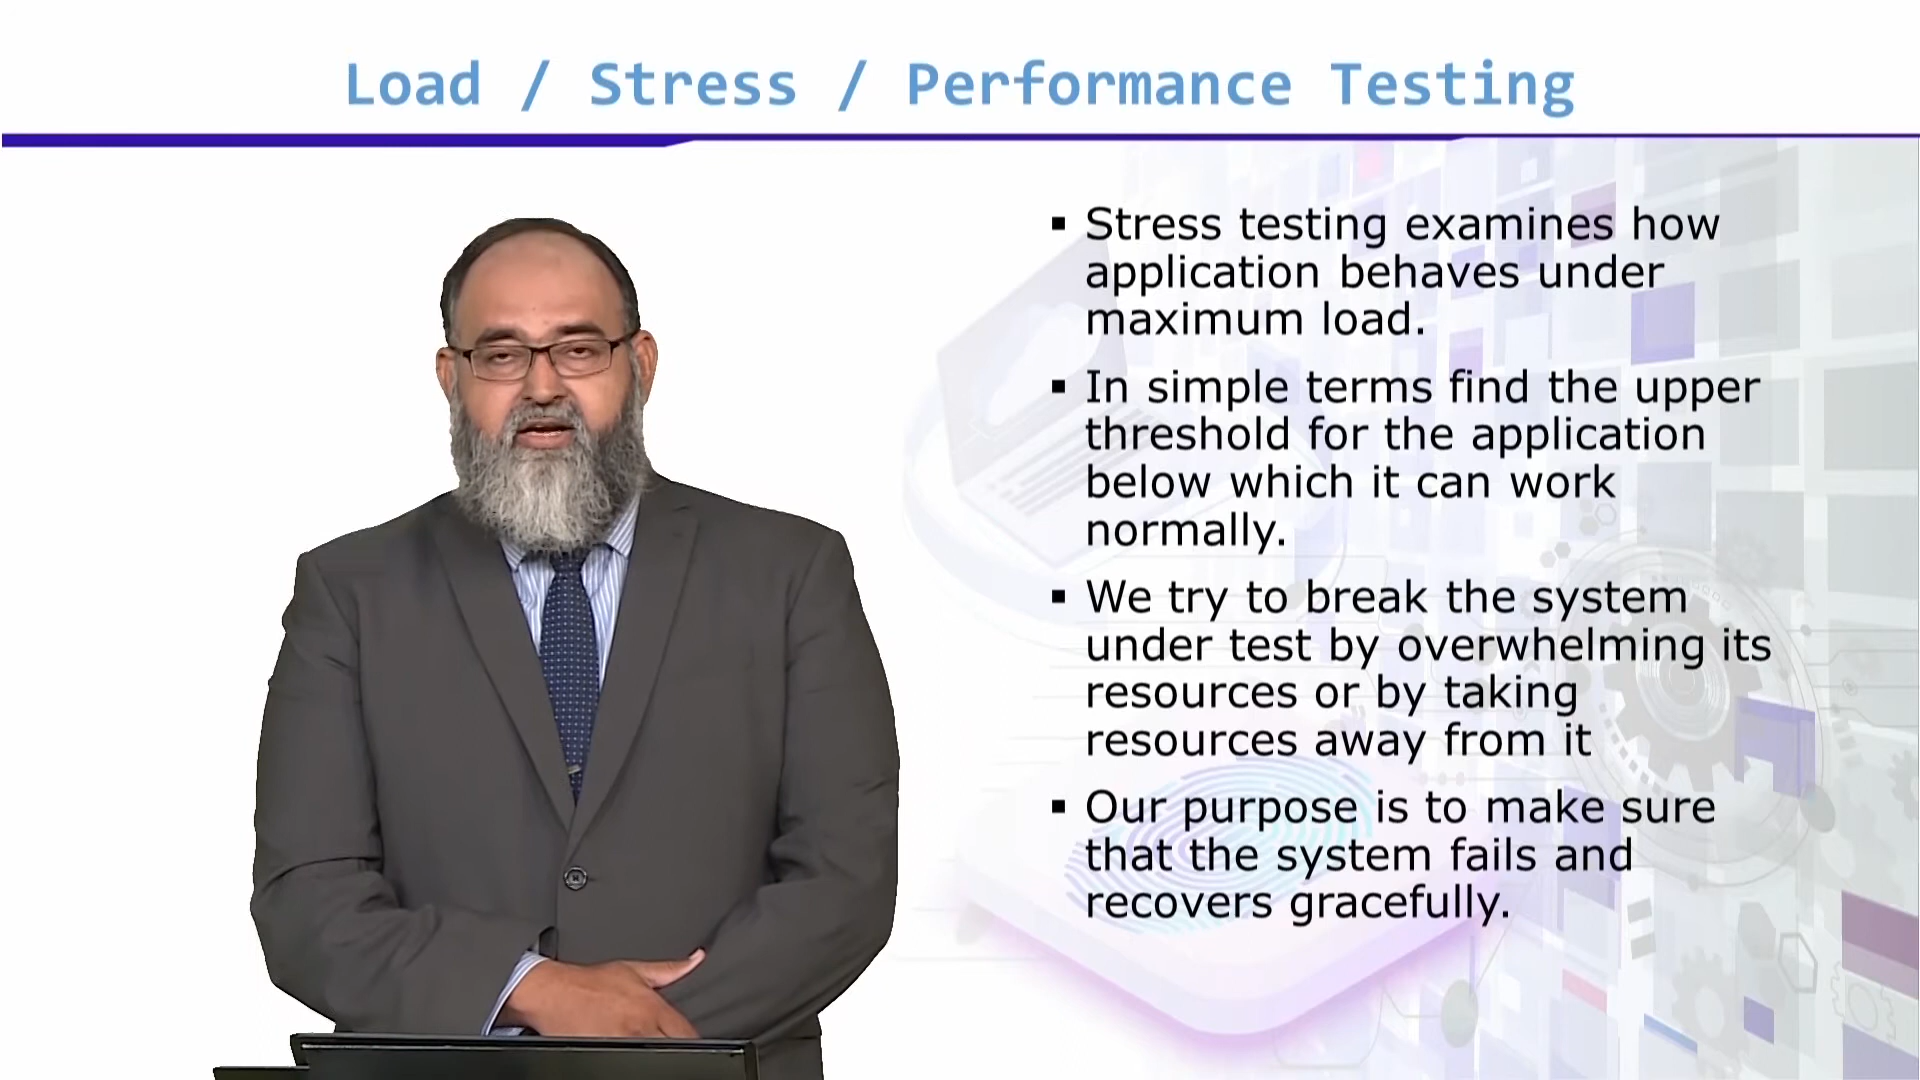 Load / Stress / Performance Testing
▪ Stress testing examines how
application behaves under
maximum load.
▪ In simple terms find the upper
threshold for the application
below which it can work
normally.
▪ We try to break the system
under test by overwhelming its
resources or by taking
resources away from it
▪ Our purpose is to make sure
that the system fails and
recovers gracefully.